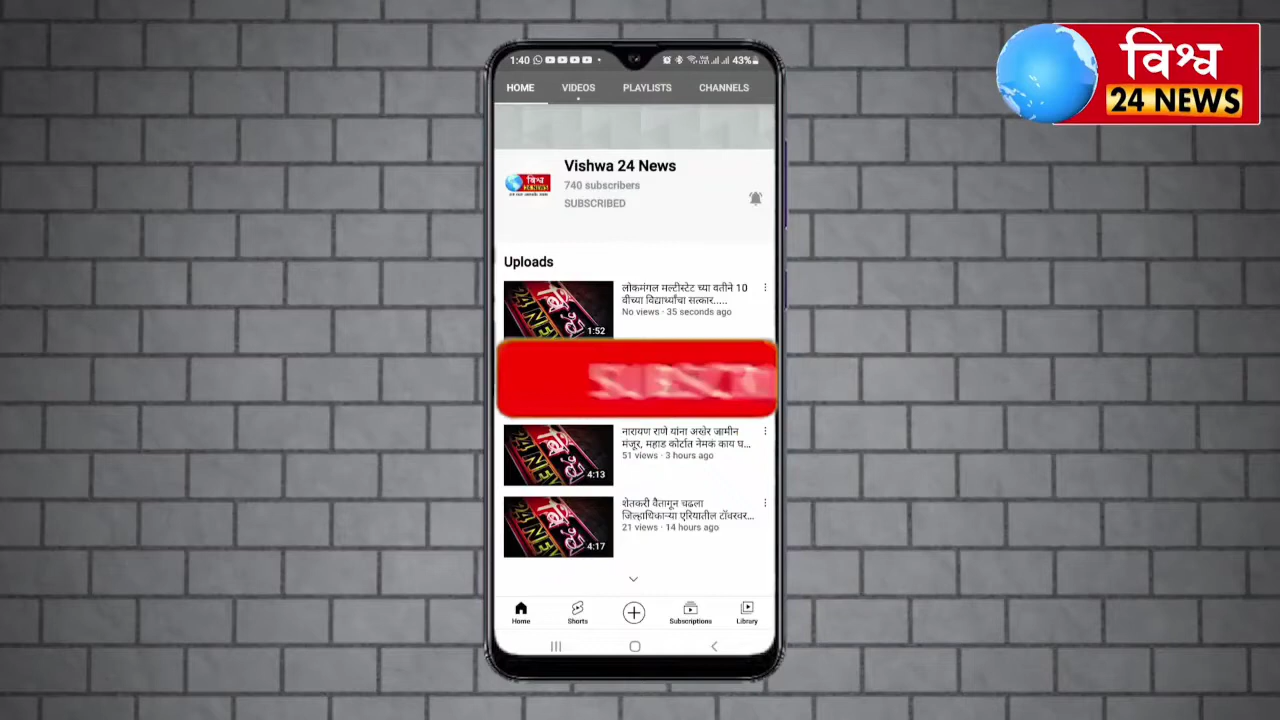 विश्व
24 NEWS
1:40
43%
HOME VIDEOS PLAYLISTS CHANNELS
Vishwa 24 News
740 subscribers
SUBSCRIBED
विश्व
24 NEWS
Uploads
लोकमंगल मल्टीस्टेट च्या वतीने 10
वीच्या विद्यार्थ्यांचा सत्कार.....
No views · 35 seconds ago
1:52
नारायण राणे यांना अखेर जामीन
मंजूर, महाड कोर्टात नेमकं काय घ...
51 views · 3 hours ago
4:13
शेतकरी वैतागून चढला
जिल्हाधिकाऱ्या एरियातील टॉवरवर...
21 views · 14 hours ago
4:17
Home Shorts Subscriptions Library